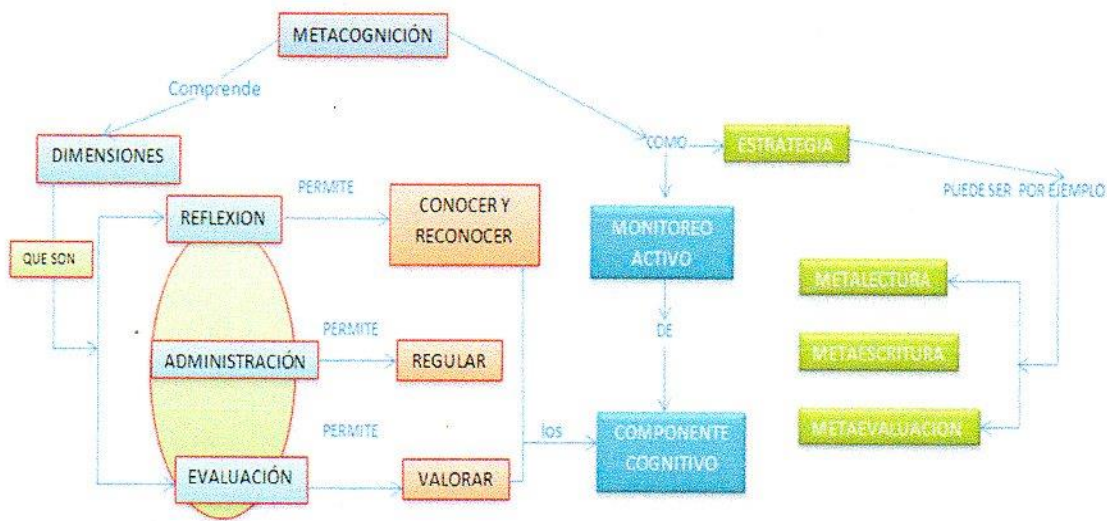 METACOGNICIÓN
Comprende
DIMENSIONES
COMO
ESTRATEGIA
PUEDE SER POR EJEMPLO
QUE SON
REFLEXION
PERMITE
CONOCER Y
RECONOCER
MONITOREO
ACTIVO
METALECTURA
ADMINISTRACIÓN
PERMITE
REGULAR
DE
METAESCRITURA
EVALUACIÓN
PERMITE
VALORAR
los
COMPONENTE
COGNITIVO
METAEVALUACION